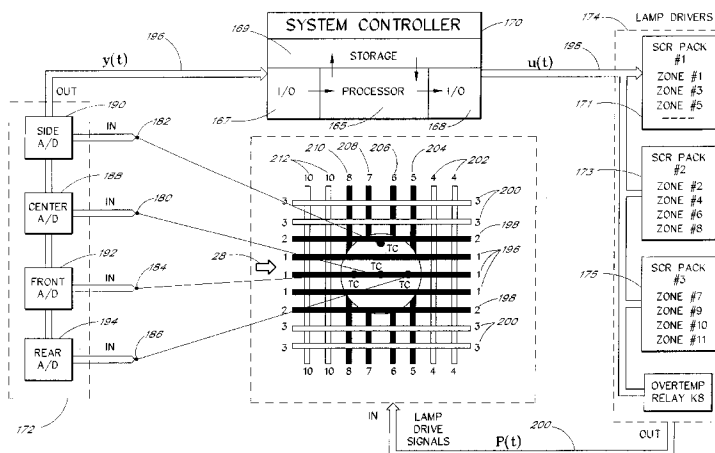 SYSTEM CONTROLLER
170
174
LAMP DRIVERS
196
169
y(t)
STORAGE
u(t)
198
OUT
I/O
PROCESSOR
I/O
167
165
168
SCR PACK
#1
ZONE #1
ZONE #3
ZONE #5
171
190
SIDE
A/D
IN
182
188
CENTER
A/D
IN
180
192
FRONT
A/D
IN
184
194
REAR
A/D
IN
186
172
173
SCR PACK
#2
ZONE #2
ZONE #4
ZONE #6
ZONE #8
175
SCR PACK
#3
ZONE #7
ZONE #9
ZONE #10
ZONE #11
OVERTEMP
RELAY K8
OUT
208
206
210
204
212
202
10 10 8 7 6 5 4 4
3 3
200
3 3
2 2
198
TC
1 1
28
TC
1 1
196
TC TC
1 1
2 2
198
3 3
200
3 3
10 10 8 7 6 5 4 4
IN
LAMP
DRIVE
SIGNALS
P(t)
200